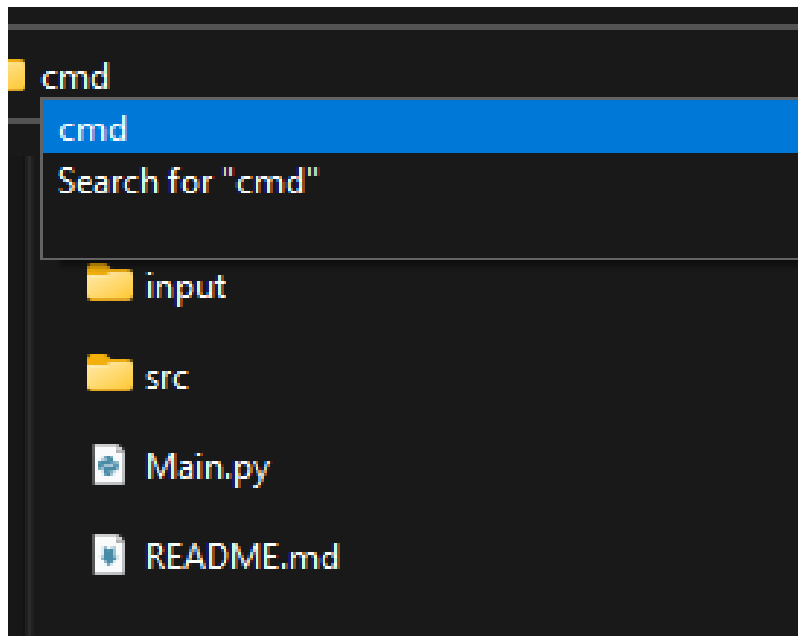 cmd
cmd
Search for "cmd"
input
src
Main.py
README.md